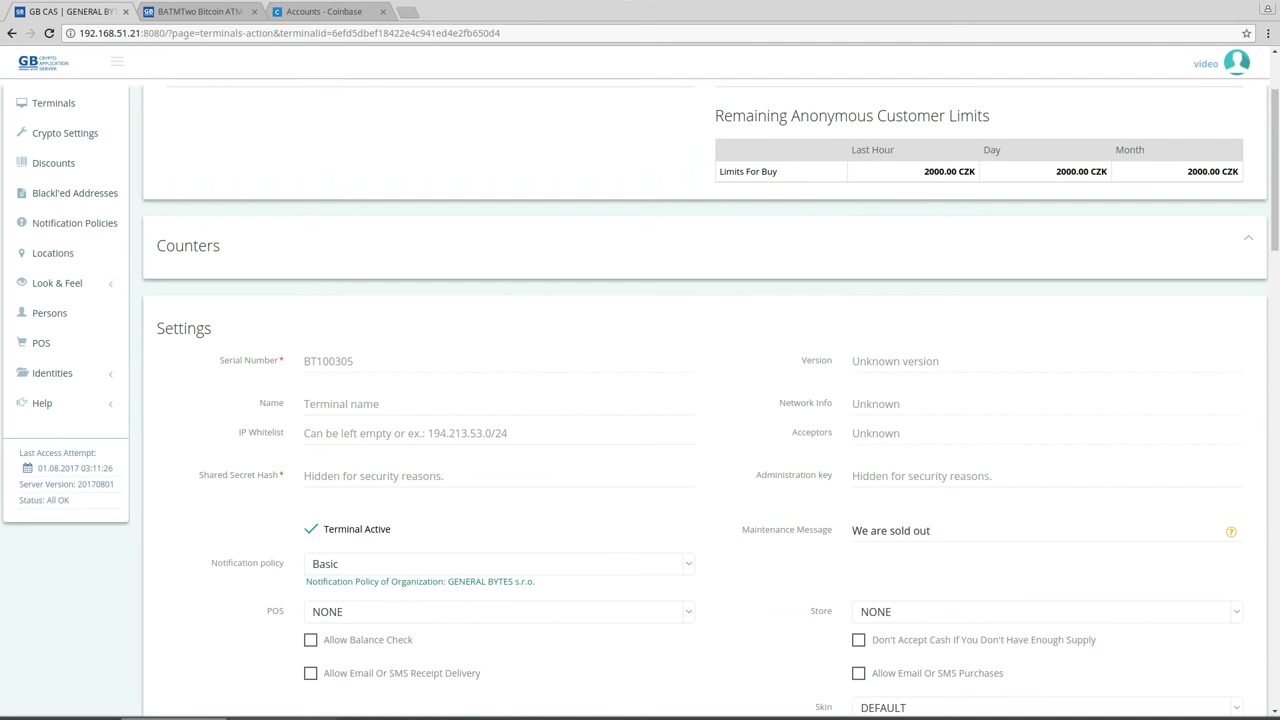 GB CAS | GENERAL BY
BATMTwo Bitcoin ATM
Accounts - Coinbase
192.168.51.21:8080/?page=terminals-action&terminalid=6efd5dbef18422e4c941ed4e2fb650d4
GB CRYPTO APPLICATION SERVER
video
Terminals
Crypto Settings
Discounts
Blackl'ed Addresses
Notification Policies
Locations
Look & Feel
Persons
POS
Identities
Help
Last Access Attempt:
01.08.2017 03:11:26
Server Version: 20170801
Status: All OK
Remaining Anonymous Customer Limits
Last Hour Day Month
Limits For Buy 2000.00 CZK 2000.00 CZK 2000.00 CZK
Counters
Settings
Serial Number* BT100305 Version Unknown version
Name Terminal name Network Info Unknown
IP Whitelist Can be left empty or ex.: 194.213.53.0/24 Acceptors Unknown
Shared Secret Hash* Hidden for security reasons. Administration key Hidden for security reasons.
Terminal Active Maintenance Message We are sold out
Notification policy Basic
Notification Policy of Organization: GENERAL BYTES s.r.o.
POS NONE Store NONE
Allow Balance Check Don't Accept Cash If You Don't Have Enough Supply
Allow Email Or SMS Receipt Delivery Allow Email Or SMS Purchases
Skin DEFAULT